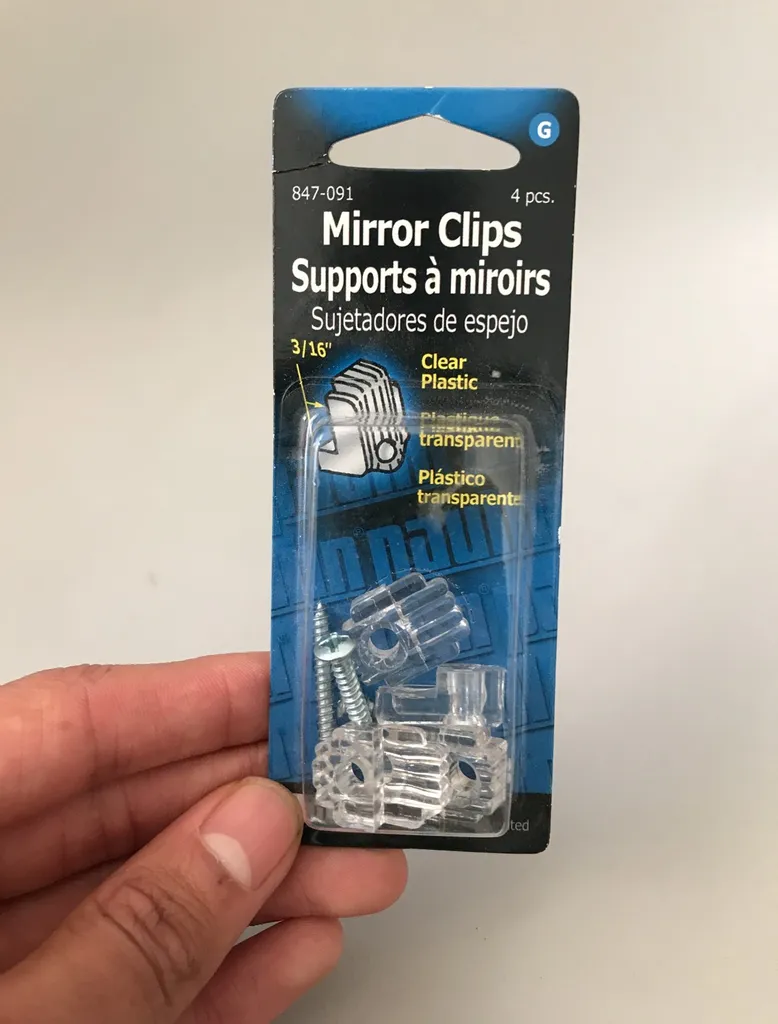 G
847-091
4 pcs.
Mirror Clips
Supports à miroirs
Sujetadores de espejo
3/16"
Clear
Plastic
Plastique
transparent
Plástico
transparente